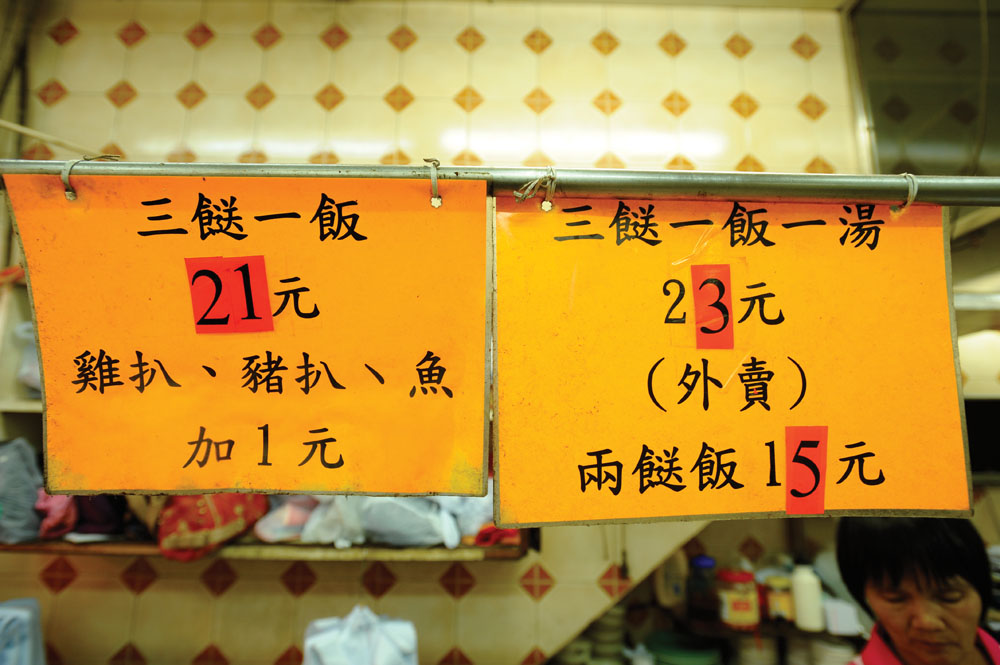 三餸一飯
21元
雞扒、豬扒、魚
加1元
三餸一飯一湯
23元
（外賣）
兩餸飯15元